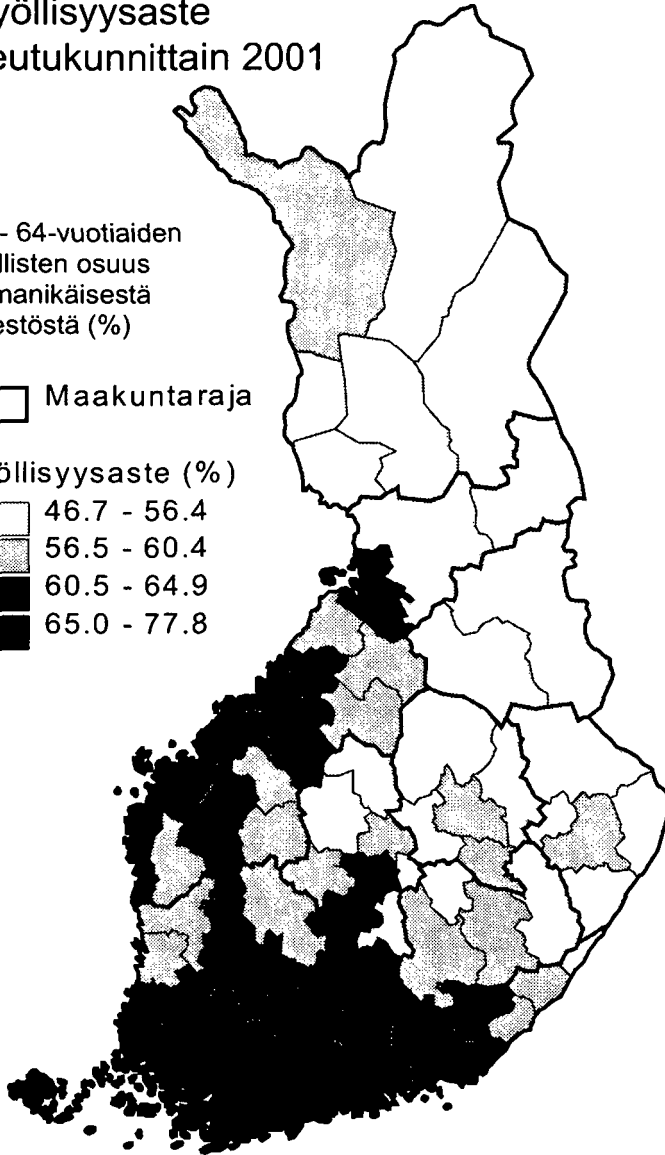 yöllisyysaste
eutukunnittain 2001
- 64-vuotiaiden
llisten osuus
manikäisestä
estöstä (%)
Maakuntaraja
öllisyysaste (%)
46.7 - 56.4
56.5 - 60.4
60.5 - 64.9
65.0 - 77.8